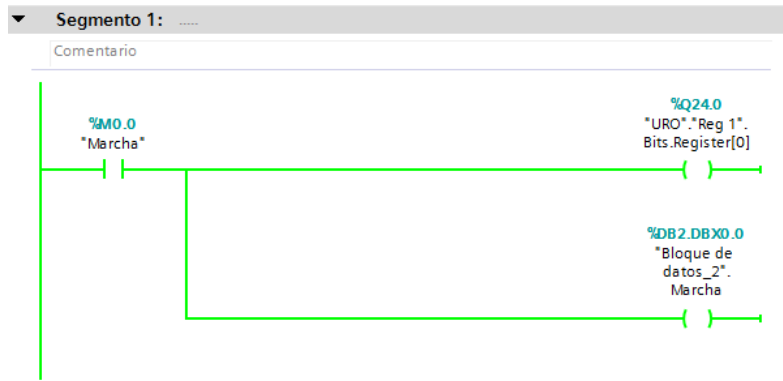 Segmento 1: .....
Comentario
%M0.0
"Marcha"
%Q24.0
"URO"."Reg 1".
Bits.Register[0]
%DB2.DBX0.0
"Bloque de
datos_2".
Marcha